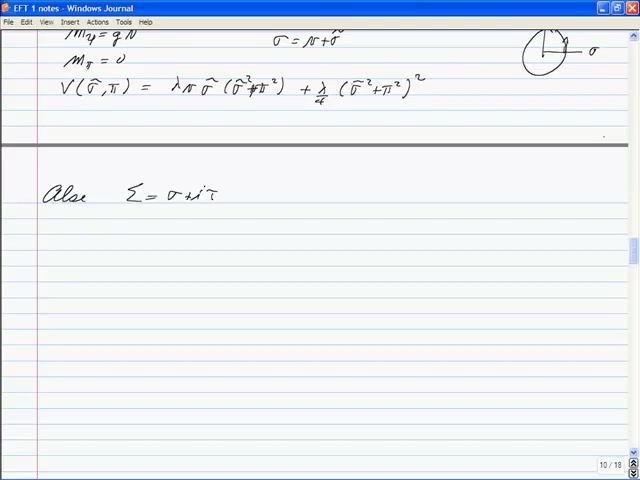 EFT 1 notes - Windows Journal
File Edit View Insert Actions Tools Help
m_ψ = g v
σ = v + σ̃
σ
m_π = 0
V(σ̃, π) = λ v σ̃ (σ̃² + π²) + λ/4 (σ̃² + π²)²
Also Σ = σ + i τ
10 / 18